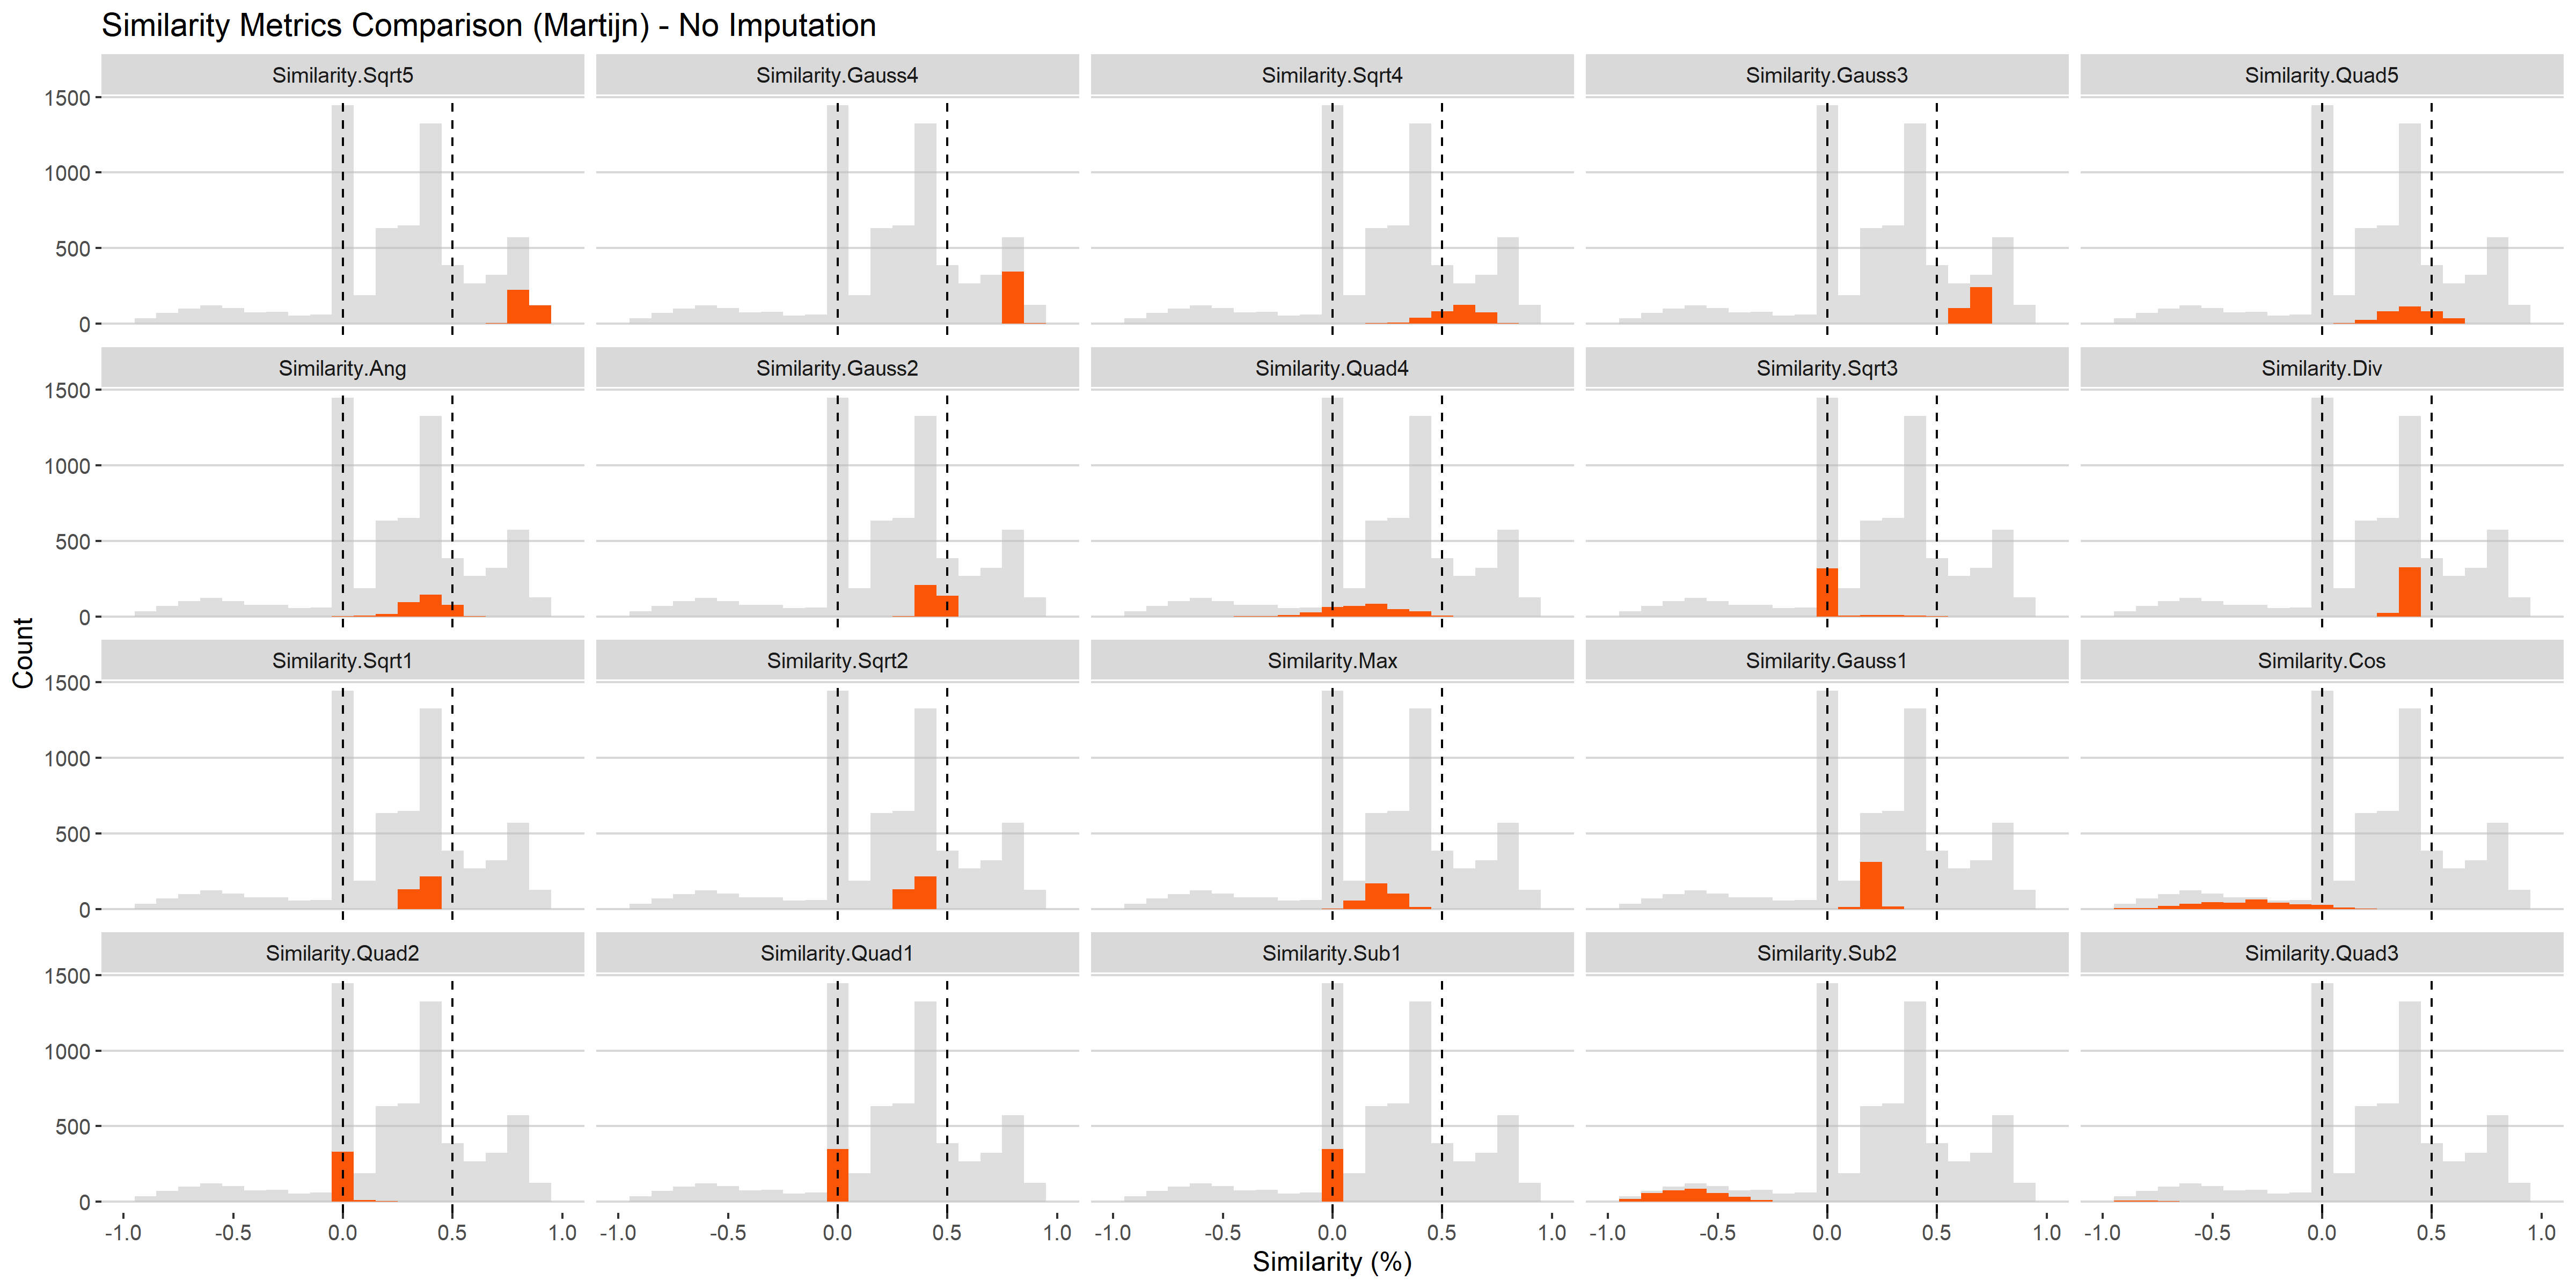 Similarity Metrics Comparison (Martijn) - No Imputation
Similarity.Sqrt5
Similarity.Gauss4
Similarity.Sqrt4
Similarity.Gauss3
Similarity.Quad5
1500
1000
500
0
Similarity.Ang
Similarity.Gauss2
Similarity.Quad4
Similarity.Sqrt3
Similarity.Div
1500
1000
500
0
Count
Similarity.Sqrt1
Similarity.Sqrt2
Similarity.Max
Similarity.Gauss1
Similarity.Cos
1500
1000
500
0
Similarity.Quad2
Similarity.Quad1
Similarity.Sub1
Similarity.Sub2
Similarity.Quad3
1500
1000
500
0
-1.0 -0.5 0.0 0.5 1.0
-1.0 -0.5 0.0 0.5 1.0
-1.0 -0.5 0.0 0.5 1.0
-1.0 -0.5 0.0 0.5 1.0
-1.0 -0.5 0.0 0.5 1.0
Similarity (%)